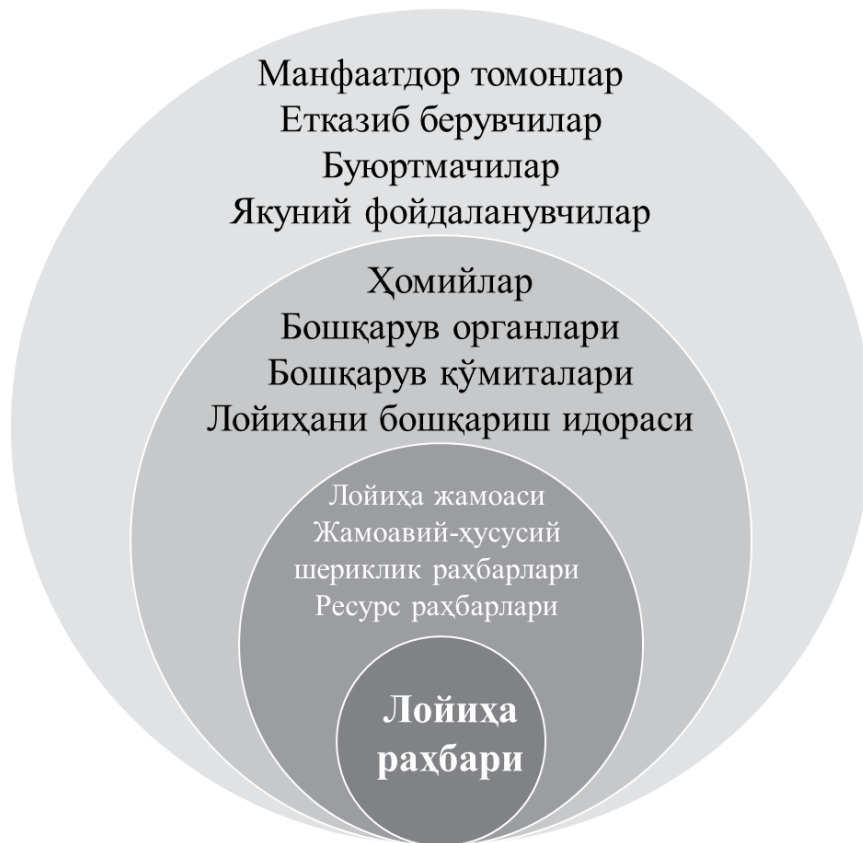 Манфаатдор томонлар
Етказиб берувчилар
Буюртмачилар
Якуний фойдаланувчилар
Ҳомийлар
Бошқарув органлари
Бошқарув қўмиталари
Лойиҳани бошқариш идораси
Лойиҳа жамоаси
Жамоавий-ҳусусий
шериклик раҳбарлари
Ресурс раҳбарлари
Лойиҳа
раҳбари